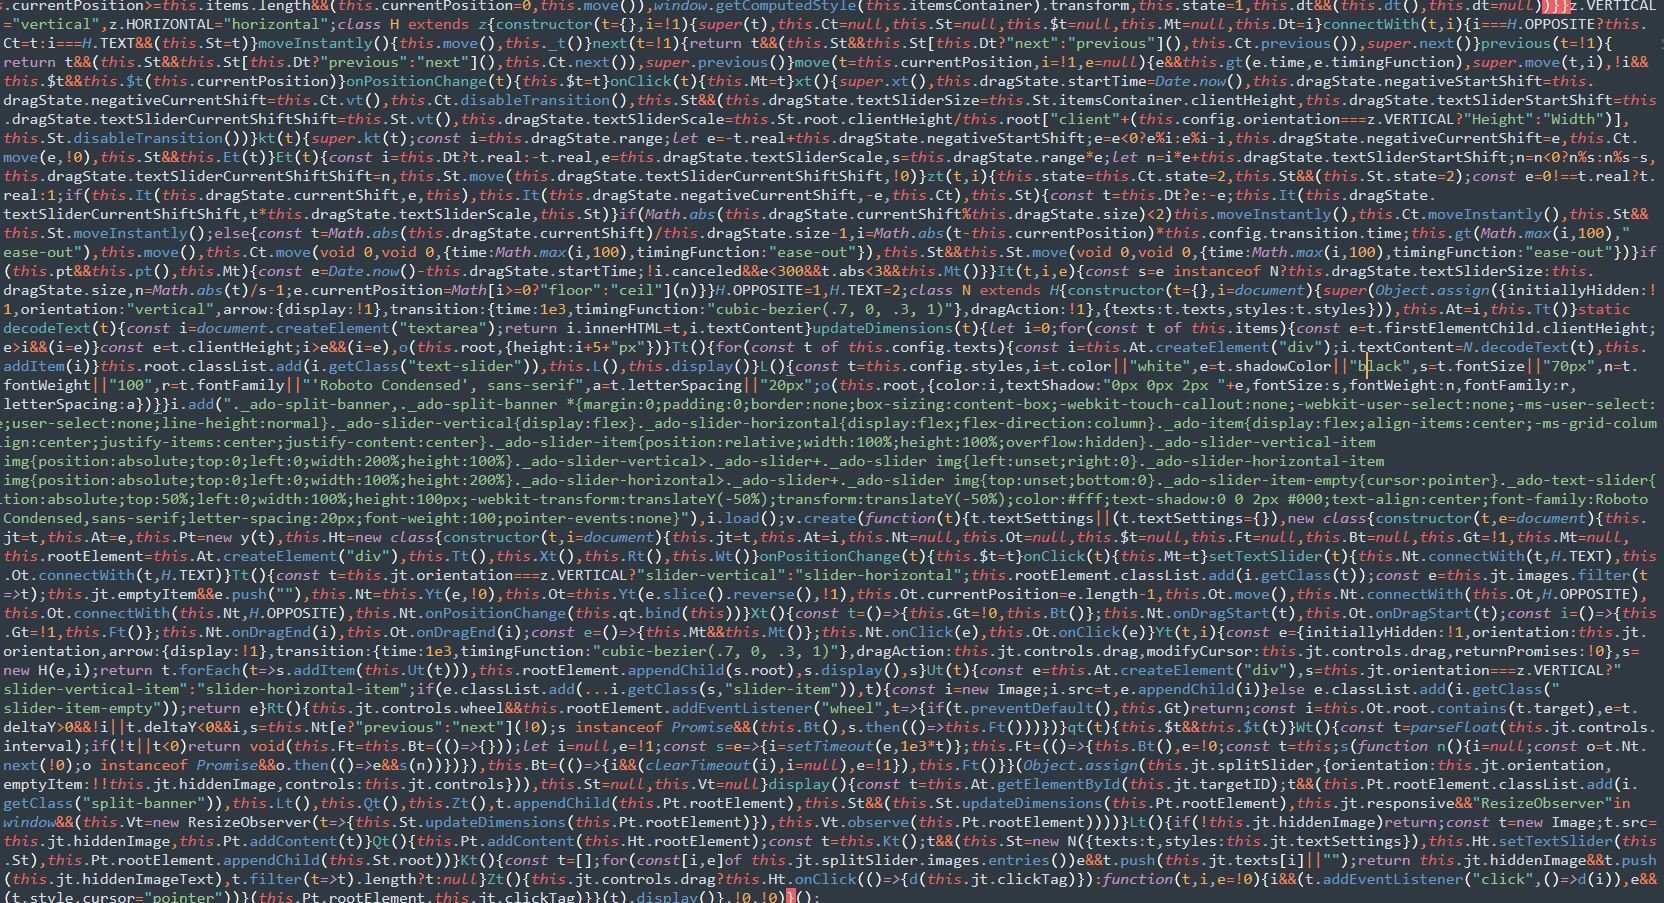 s.currentPosition>=this.items.length&&(this.currentPosition=0,this.move()),window.getComputedStyle(this.itemsContainer).transform,this.state=1,this.dt&&(this.dt(),this.dt=null)}}}z.VERTICAL
="vertical",z.HORIZONTAL="horizontal";class H extends z{constructor(t={},i=!1){super(t),this.Ct=null,this.St=null,this.$t=null,this.Mt=null,this.Dt=i}connectWith(t,i){i===H.OPPOSITE?this.
Ct=t:i===H.TEXT&&(this.St=t)}moveInstantly(){this.move(),this._t()}next(t=!1){return t&&(this.St&&this.St[this.Dt?"next":"previous"](),this.Ct.previous()),super.next()}previous(t=!1){
return t&&(this.St&&this.St[this.Dt?"previous":"next"](),this.Ct.next()),super.previous()}move(t=this.currentPosition,i=!1,e=null){e&&this.gt(e.time,e.timingFunction),super.move(t,i),!i&&
this.$t&&this.$t(this.currentPosition)}onPositionChange(t){this.$t=t}onClick(t){this.Mt=t}xt(){super.xt(),this.dragState.startTime=Date.now(),this.dragState.negativeStartShift=this.
dragState.negativeCurrentShift=this.Ct.vt(),this.Ct.disableTransition(),this.St&&(this.dragState.textSliderSize=this.St.itemsContainer.clientHeight,this.dragState.textSliderStartShift=this
.dragState.textSliderCurrentShiftShift=this.St.vt(),this.dragState.textSliderScale=this.St.root.clientHeight/this.root["client"+(this.config.orientation===z.VERTICAL?"Height":"Width")],
this.St.disableTransition())}kt(t){super.kt(t);const i=this.dragState.range;let e=-t.real+this.dragState.negativeStartShift;e=e<0?e%i:e%i-i,this.dragState.negativeCurrentShift=e,this.Ct.
move(e,!0),this.St&&this.Et(t)}Et(t){const i=this.Dt?t.real:-t.real,e=this.dragState.textSliderScale,s=this.dragState.range*e;let n=i*e+this.dragState.textSliderStartShift;n=n<0?n%s:n%s-s,
this.dragState.textSliderCurrentShiftShift=n,this.St.move(this.dragState.textSliderCurrentShiftShift,!0)}zt(t,i){this.state=this.Ct.state=2,this.St&&(this.St.state=2);const e=0!==t.real?t.
real:1;if(this.It(this.dragState.currentShift,e,this),this.It(this.dragState.negativeCurrentShift,-e,this.Ct),this.St){const t=this.Dt?e:-e;this.It(this.dragState.
textSliderCurrentShiftShift,t*this.dragState.textSliderScale,this.St)}if(Math.abs(this.dragState.currentShift%this.dragState.size)<2)this.moveInstantly(),this.Ct.moveInstantly(),this.St&&
this.St.moveInstantly();else{const t=Math.abs(this.dragState.currentShift)/this.dragState.size-1,i=Math.abs(t-this.currentPosition)*this.config.transition.time;this.gt(Math.max(i,100),"
ease-out"),this.move(),this.Ct.move(void 0,void 0,{time:Math.max(i,100),timingFunction:"ease-out"}),this.St&&this.St.move(void 0,void 0,{time:Math.max(i,100),timingFunction:"ease-out"})}if
(this.pt&&this.pt(),this.Mt){const e=Date.now()-this.dragState.startTime;!i.canceled&&e<300&&t.abs<3&&this.Mt()}}It(t,i,e){const s=e instanceof N?this.dragState.textSliderSize:this.
dragState.size,n=Math.abs(t)/s-1;e.currentPosition=Math[i>=0?"floor":"ceil"](n)}}H.OPPOSITE=1,H.TEXT=2;class N extends H{constructor(t={},i=document){super(Object.assign({initiallyHidden:!
1,orientation:"vertical",arrow:{display:!1},transition:{time:1e3,timingFunction:"cubic-bezier(.7, 0, .3, 1)"},dragAction:!1},{texts:t.texts,styles:t.styles})),this.At=i,this.Tt()}static
decodeText(t){const i=document.createElement("textarea");return i.innerHTML=t,i.textContent}updateDimensions(t){let i=0;for(const t of this.items){const e=t.firstElementChild.clientHeight;
e>i&&(i=e)}const e=t.clientHeight;i>e&&(i=e),o(this.root,{height:i+5+"px"})}Tt(){for(const t of this.config.texts){const i=this.At.createElement("div");i.textContent=N.decodeText(t),this.
addItem(i)}this.root.classList.add(i.getClass("text-slider")),this.L(),this.display()}L(){const t=this.config.styles,i=t.color||"white",e=t.shadowColor||"black",s=t.fontSize||"70px",n=t.
fontWeight||"100",r=t.fontFamily||"'Roboto Condensed', sans-serif",a=t.letterSpacing||"20px";o(this.root,{color:i,textShadow:"0px 0px 2px "+e,fontSize:s,fontWeight:n,fontFamily:r,
letterSpacing:a})}}i.add("._ado-split-banner,._ado-split-banner *{margin:0;padding:0;border:none;box-sizing:content-box;-webkit-touch-callout:none;-webkit-user-select:none;-ms-user-select:
;user-select:none;line-height:normal}._ado-slider-vertical{display:flex}._ado-slider-horizontal{display:flex;flex-direction:column}._ado-item{display:flex;align-items:center;-ms-grid-colum
ign:center;justify-items:center;justify-content:center}._ado-slider-item{position:relative;width:100%;height:100%;overflow:hidden}._ado-slider-vertical-item
img{position:absolute;top:0;left:0;width:200%;height:100%}._ado-slider-vertical>._ado-slider+._ado-slider img{left:unset;right:0}._ado-slider-horizontal-item
img{position:absolute;top:0;left:0;width:100%;height:200%}._ado-slider-horizontal>._ado-slider+._ado-slider img{top:unset;bottom:0}._ado-slider-item-empty{cursor:pointer}._ado-text-slider{
tion:absolute;top:50%;left:0;width:100%;height:100px;-webkit-transform:translateY(-50%);transform:translateY(-50%);color:#fff;text-shadow:0 0 2px #000;text-align:center;font-family:Roboto
Condensed,sans-serif;letter-spacing:20px;font-weight:100;pointer-events:none}"),i.load();v.create(function(t){t.textSettings||(t.textSettings={}),new class{constructor(t,e=document){this.
jt=t,this.At=e,this.Pt=new y(t),this.Ht=new class{constructor(t,i=document){this.jt=t,this.At=i,this.Nt=null,this.Ot=null,this.$t=null,this.Ft=null,this.Bt=null,this.Gt=!1,this.Mt=null,
this.rootElement=this.At.createElement("div"),this.Tt(),this.Xt(),this.Rt(),this.Wt()}onPositionChange(t){this.$t=t}onClick(t){this.Mt=t}setTextSlider(t){this.Nt.connectWith(t,H.TEXT),this
.Ot.connectWith(t,H.TEXT)}Tt(){const t=this.jt.orientation===z.VERTICAL?"slider-vertical":"slider-horizontal";this.rootElement.classList.add(i.getClass(t));const e=this.jt.images.filter(t
=>t);this.jt.emptyItem&&e.push(""),this.Nt=this.Yt(e,!0),this.Ot=this.Yt(e.slice().reverse(),!1),this.Ot.currentPosition=e.length-1,this.Ot.move(),this.Nt.connectWith(this.Ot,H.OPPOSITE),
this.Ot.connectWith(this.Nt,H.OPPOSITE),this.Nt.onPositionChange(this.qt.bind(this))}Xt(){const t=()=>{this.Gt=!0,this.Bt()};this.Nt.onDragStart(t),this.Ot.onDragStart(t);const i=()=>{this
.Gt=!1,this.Ft()};this.Nt.onDragEnd(i),this.Ot.onDragEnd(i);const e=()=>{this.Mt&&this.Mt()};this.Nt.onClick(e),this.Ot.onClick(e)}Yt(t,i){const e={initiallyHidden:!1,orientation:this.jt.
orientation,arrow:{display:!1},transition:{time:1e3,timingFunction:"cubic-bezier(.7, 0, .3, 1)"},dragAction:this.jt.controls.drag,modifyCursor:this.jt.controls.drag,returnPromises:!0},s=
new H(e,i);return t.forEach(t=>s.addItem(this.Ut(t))),this.rootElement.appendChild(s.root),s.display(),s}Ut(t){const e=this.At.createElement("div"),s=this.jt.orientation===z.VERTICAL?"
slider-vertical-item":"slider-horizontal-item";if(e.classList.add(...i.getClass(s,"slider-item")),t){const i=new Image;i.src=t,e.appendChild(i)}else e.classList.add(i.getClass("
slider-item-empty"));return e}Rt(){this.jt.controls.wheel&&this.rootElement.addEventListener("wheel",t=>{if(t.preventDefault(),this.Gt)return;const i=this.Ot.root.contains(t.target),e=t.
deltaY>0&&!i||t.deltaY<0&&i,s=this.Nt[e?"previous":"next"](!0);s instanceof Promise&&(this.Bt(),s.then(()=>this.Ft()))})}qt(t){this.$t&&this.$t(t)}Wt(){const t=parseFloat(this.jt.controls.
interval);if(!t||t<0)return void(this.Ft=this.Bt=(()=>{}));let i=null,e=!1;const s=e=>{i=setTimeout(e,1e3*t)};this.Ft=(()=>{this.Bt(),e=!0;const t=this;s(function n(){i=null;const o=t.Nt.
next(!0);o instanceof Promise&&o.then(()=>e&&s(n))})}),this.Bt=(()=>{i&&(clearTimeout(i),i=null),e=!1}),this.Ft()}}(Object.assign(this.jt.splitSlider,{orientation:this.jt.orientation,
emptyItem:!!this.jt.hiddenImage,controls:this.jt.controls})),this.St=null,this.Vt=null}display(){const t=this.At.getElementById(this.jt.targetID);t&&(this.Pt.rootElement.classList.add(i.
getClass("split-banner")),this.Lt(),this.Qt(),this.Zt(),t.appendChild(this.Pt.rootElement),this.St&&(this.St.updateDimensions(this.Pt.rootElement),this.jt.responsive&&"ResizeObserver"in
window&&(this.Vt=new ResizeObserver(t=>{this.St.updateDimensions(this.Pt.rootElement)}),this.Vt.observe(this.Pt.rootElement))))}Lt(){if(!this.jt.hiddenImage)return;const t=new Image;t.src=
this.jt.hiddenImage,this.Pt.addContent(t)}Qt(){this.Pt.addContent(this.Ht.rootElement);const t=this.Kt();t&&(this.St=new N({texts:t,styles:this.jt.textSettings}),this.Ht.setTextSlider(this
.St),this.Pt.rootElement.appendChild(this.St.root))}Kt(){const t=[];for(const[i,e]of this.jt.splitSlider.images.entries())e&&t.push(this.jt.texts[i]||"");return this.jt.hiddenImage&&t.push
(this.jt.hiddenImageText),t.filter(t=>t).length?t:null}Zt(){this.jt.controls.drag?this.Ht.onClick(()=>{d(this.jt.clickTag)}):function(t,i,e=!0){i&&(t.addEventListener("click",()=>d(i)),e&&
(t.style.cursor="pointer"))}(this.Pt.rootElement,this.jt.clickTag)}}(t).display()},!0,!0)}();